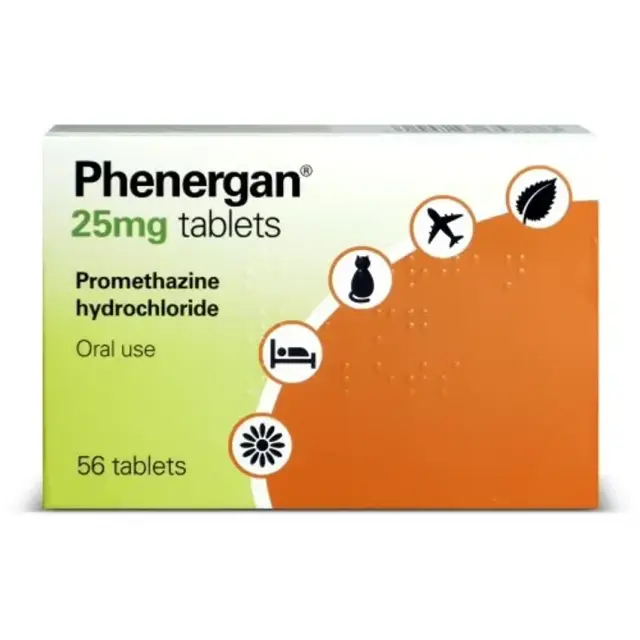 Phenergan®
25mg tablets
Promethazine
hydrochloride
Oral use
56 tablets